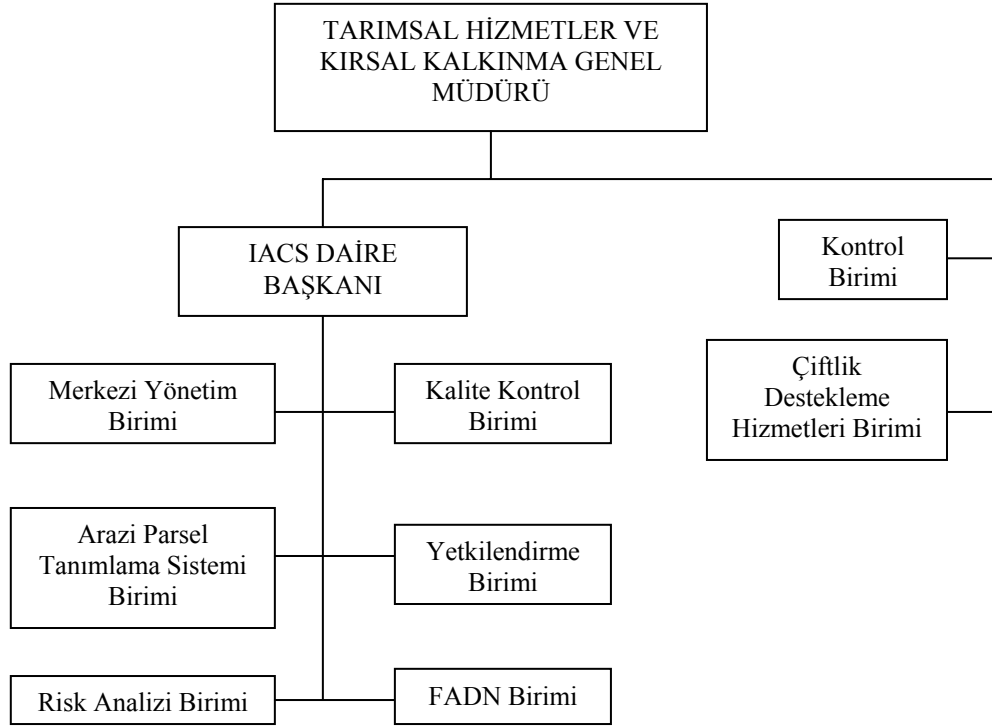 TARIMSAL HİZMETLER VE
KIRSAL KALKINMA GENEL
MÜDÜRÜ
IACS DAİRE
BAŞKANI
Kontrol
Birimi
Merkezi Yönetim
Birimi
Kalite Kontrol
Birimi
Çiftlik
Destekleme
Hizmetleri Birimi
Arazi Parsel
Tanımlama Sistemi
Birimi
Yetkilendirme
Birimi
Risk Analizi Birimi
FADN Birimi